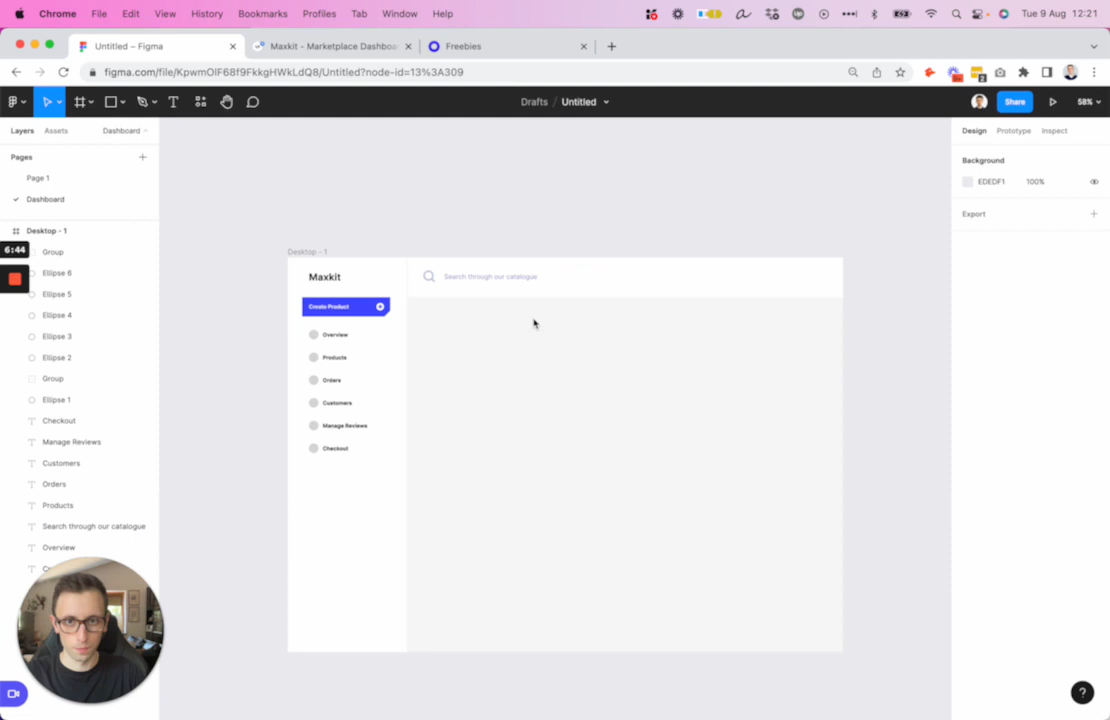 Chrome File Edit View History Bookmarks Profiles Tab Window Help Tue 9 Aug 12:21
Untitled – Figma Maxkit - Marketplace Dashboa Freebies
figma.com/file/KpwmOlF68f9FkkgHWkLdQ8/Untitled?node-id=13%3A309
Drafts / Untitled Share 58%
Layers Assets Dashboard Design Prototype Inspect
Pages
Background
Page 1
EDEDF1 100%
Dashboard
Export
Desktop - 1
6:44
Group
Ellipse 6
Ellipse 5
Ellipse 4
Ellipse 3
Ellipse 2
Group
Ellipse 1
Checkout
Manage Reviews
Customers
Orders
Products
Search through our catalogue
Overview
Desktop - 1
Maxkit Search through our catalogue
Create Product
Overview
Products
Orders
Customers
Manage Reviews
Checkout
?